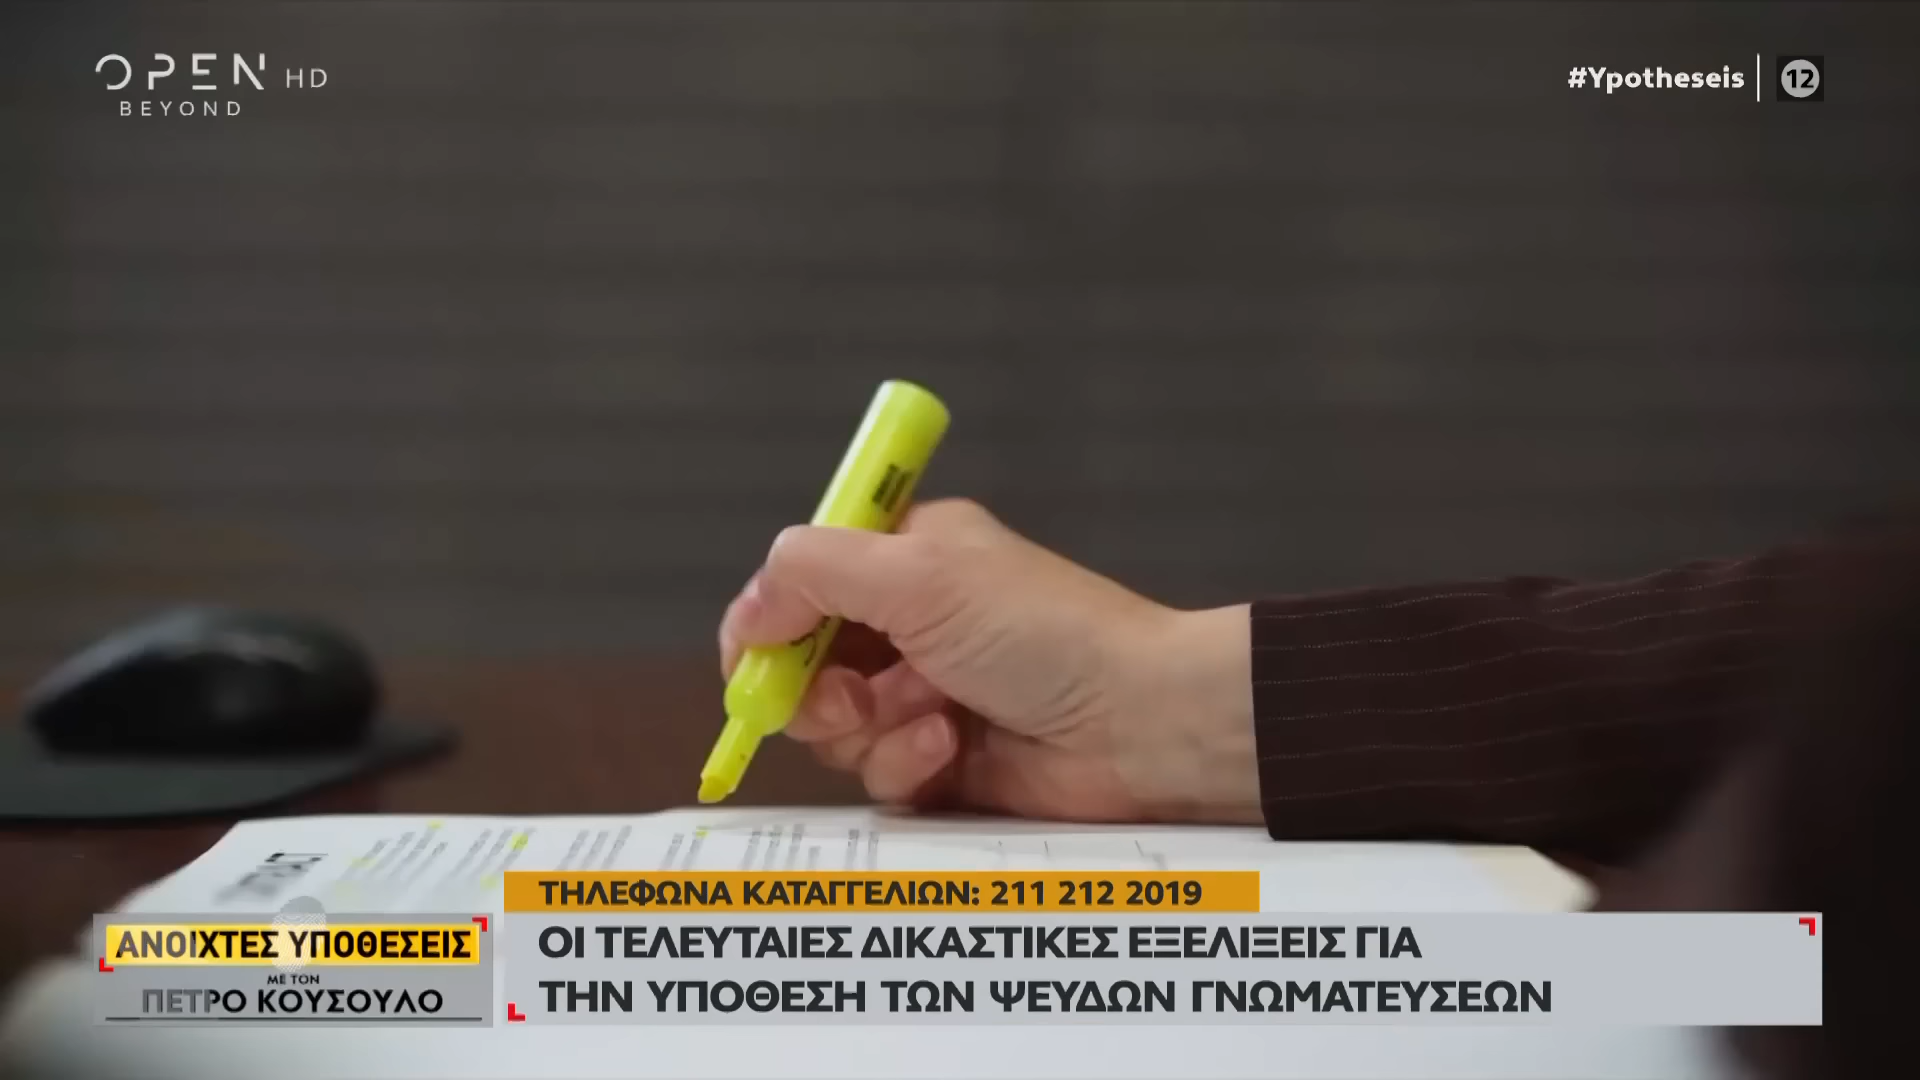 OPEN HD
BEYOND
#Ypotheseis
12
ΤΗΛΕΦΩΝΑ ΚΑΤΑΓΓΕΛΙΩΝ: 211 212 2019
ΑΝΟΙΧΤΕΣ ΥΠΟΘΕΣΕΙΣ
ΜΕ ΤΟΝ
ΠΕΤΡΟ ΚΟΥΣΟΥΛΟ
ΟΙ ΤΕΛΕΥΤΑΙΕΣ ΔΙΚΑΣΤΙΚΕΣ ΕΞΕΛΙΞΕΙΣ ΓΙΑ
ΤΗΝ ΥΠΟΘΕΣΗ ΤΩΝ ΨΕΥΔΩΝ ΓΝΩΜΑΤΕΥΣΕΩΝ